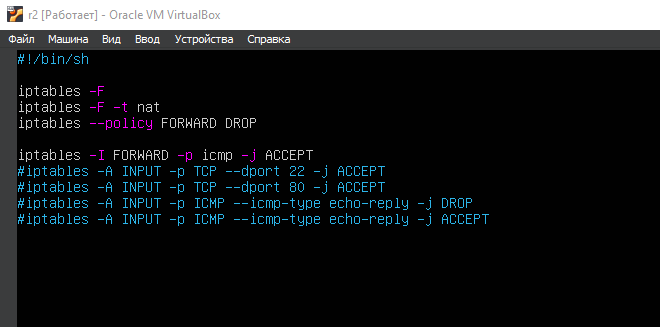 r2 [Работает] - Oracle VM VirtualBox
Файл Машина Вид Ввод Устройства Справка
#!/bin/sh
iptables -F
iptables -F -t nat
iptables --policy FORWARD DROP
iptables -I FORWARD -p icmp -j ACCEPT
#iptables -A INPUT -p TCP --dport 22 -j ACCEPT
#iptables -A INPUT -p TCP --dport 80 -j ACCEPT
#iptables -A INPUT -p ICMP --icmp-type echo-reply -j DROP
#iptables -A INPUT -p ICMP --icmp-type echo-reply -j ACCEPT